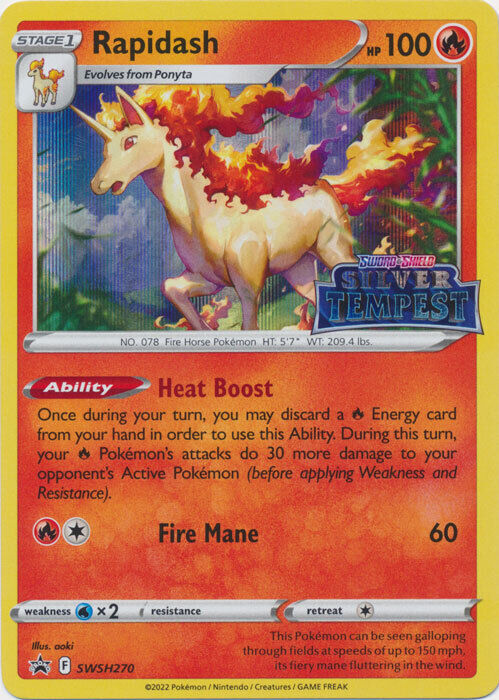 STAGE 1 Rapidash HP 100
Evolves from Ponyta
SWORD & SHIELD
SILVER
TEMPEST
NO. 078 Fire Horse Pokémon HT: 5'7" WT: 209.4 lbs.
Ability Heat Boost
Once during your turn, you may discard a Energy card
from your hand in order to use this Ability. During this turn,
your Pokémon's attacks do 30 more damage to your
opponent's Active Pokémon (before applying Weakness and
Resistance).
Fire Mane 60
weakness ×2 resistance retreat
Illus. aoki
F SWSH270
This Pokémon can be seen galloping
through fields at speeds of up to 150 mph,
its fiery mane fluttering in the wind.
©2022 Pokémon / Nintendo / Creatures / GAME FREAK